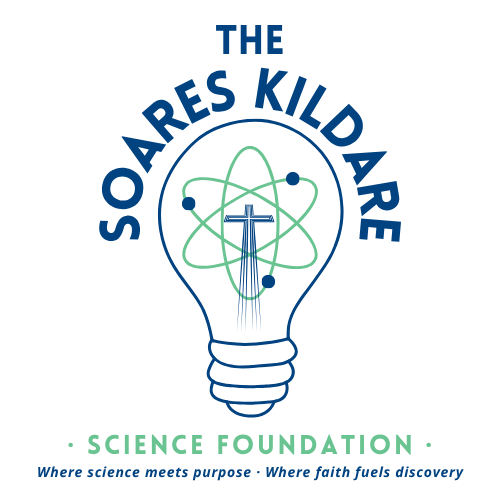 THE
SOARES KILDARE
· SCIENCE FOUNDATION ·
Where science meets purpose · Where faith fuels discovery